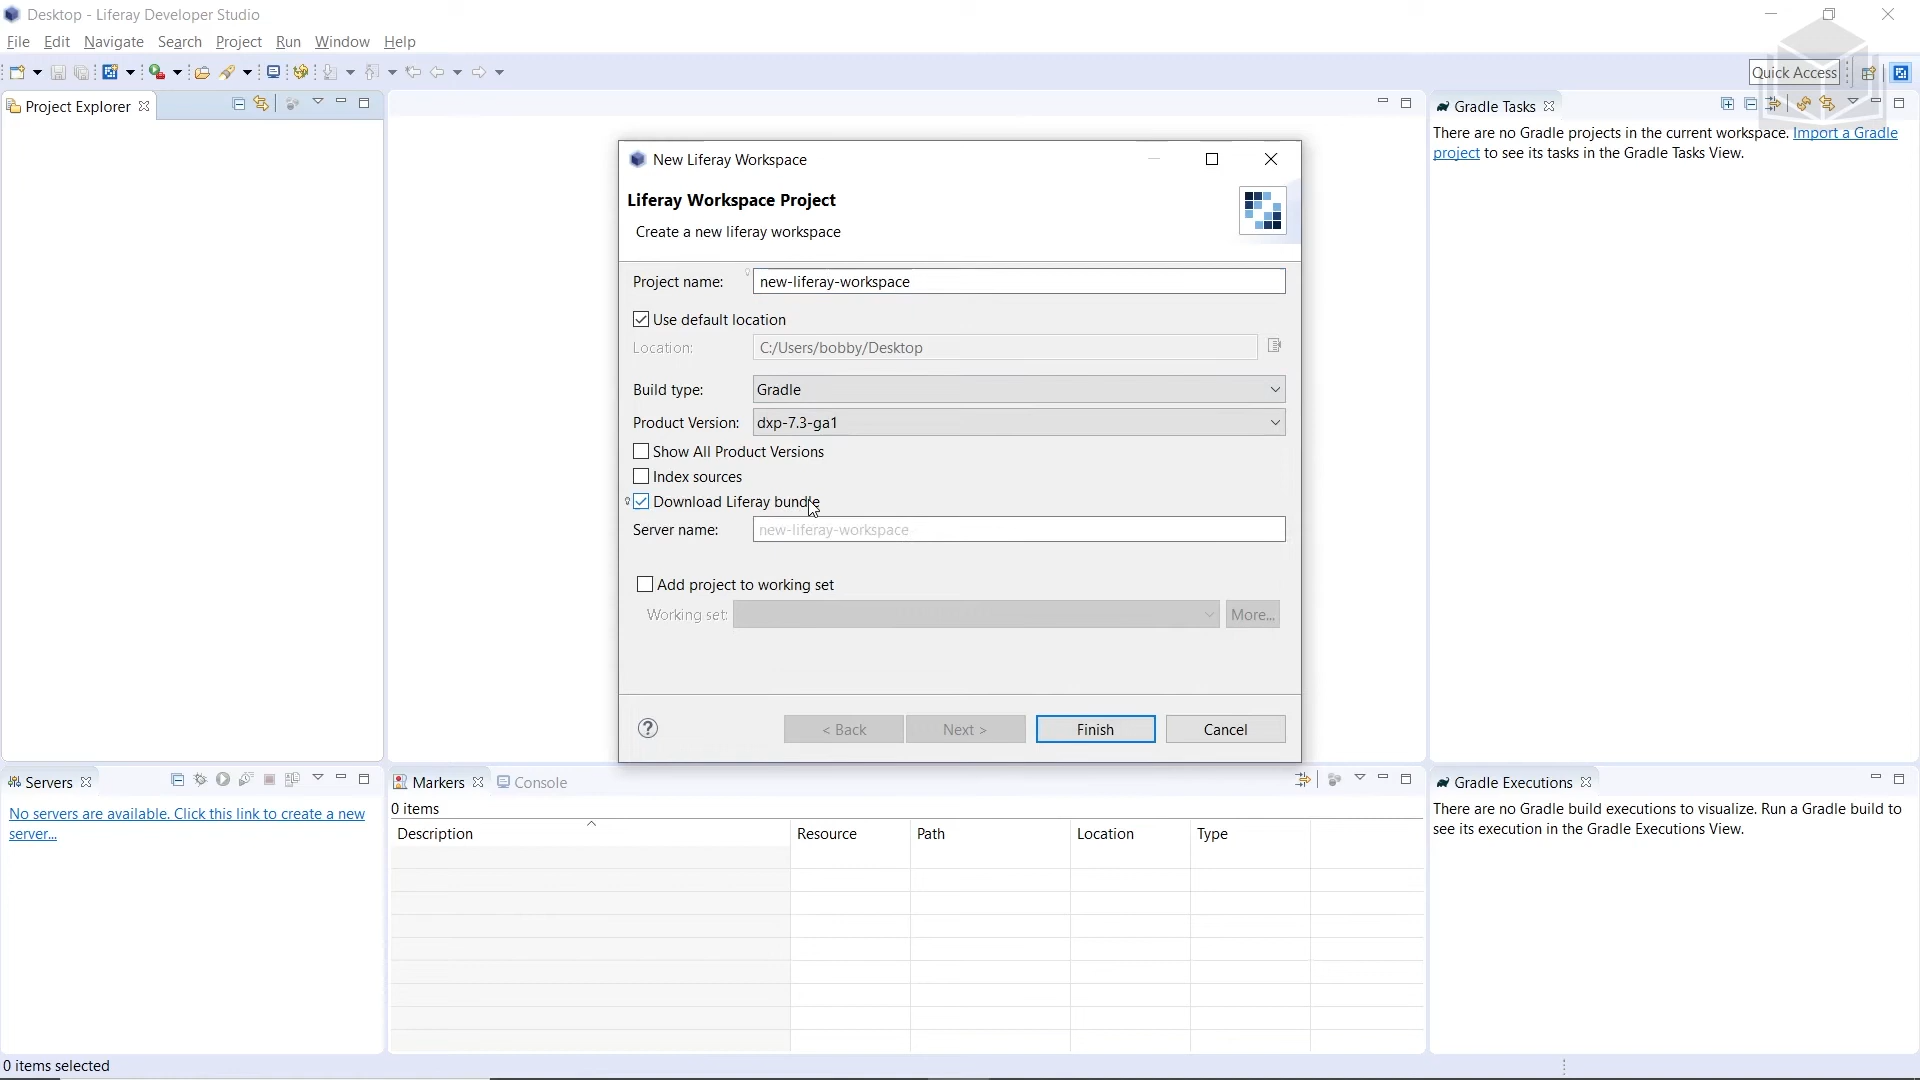 Desktop - Liferay Developer Studio
File Edit Navigate Search Project Run Window Help
Quick Access
Project Explorer
Gradle Tasks
There are no Gradle projects in the current workspace. Import a Gradle
project to see its tasks in the Gradle Tasks View.
New Liferay Workspace
Liferay Workspace Project
Create a new liferay workspace
Project name: new-liferay-workspace
Use default location
Location: C:/Users/bobby/Desktop
Build type: Gradle
Product Version: dxp-7.3-ga1
Show All Product Versions
Index sources
Download Liferay bundle
Server name: new-liferay-workspace
Add project to working set
Working set: More...
< Back Next > Finish Cancel
Servers
No servers are available. Click this link to create a new
server...
Markers Console
0 items
Description Resource Path Location Type
Gradle Executions
There are no Gradle build executions to visualize. Run a Gradle build to
see its execution in the Gradle Executions View.
0 items selected